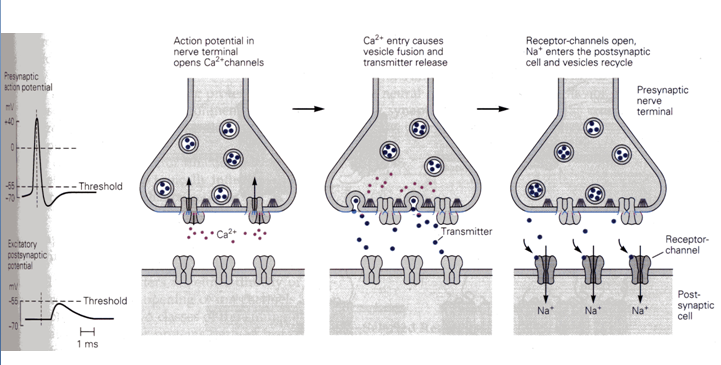 Action potential in
nerve terminal
opens Ca2+ channels
Ca2+ entry causes
vesicle fusion and
transmitter release
Receptor-channels open,
Na+ enters the postsynaptic
cell and vesicles recycle
Presynaptic
action potential
mV
+40
0
-55
-70
Threshold
Excitatory
postsynaptic
potential
mV
-55
-70
Threshold
1 ms
Ca2+
Transmitter
Presynaptic
nerve
terminal
Receptor-
channel
Post-
synaptic
cell
Na+
Na+
Na+